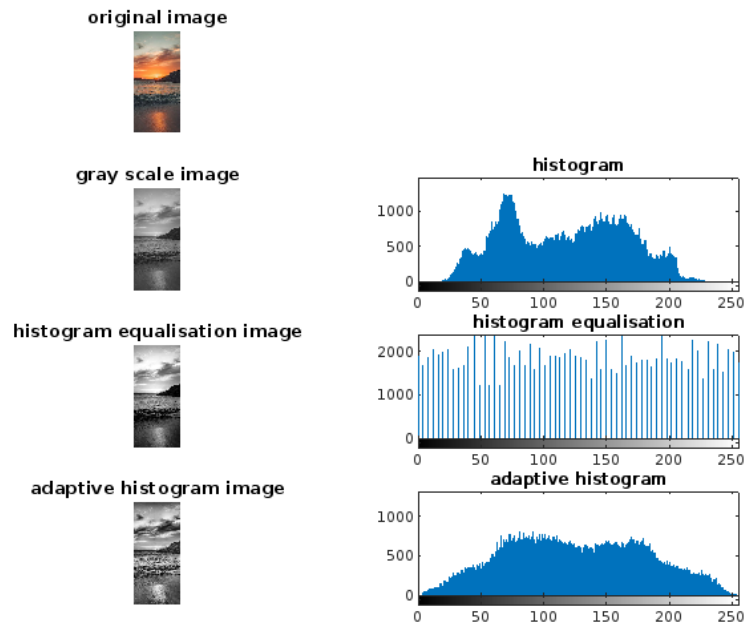 original image
gray scale image
histogram
1000
500
0
0 50 100 150 200 250
histogram equalisation image
histogram equalisation
2000
1000
0
0 50 100 150 200 250
adaptive histogram image
adaptive histogram
1000
500
0
0 50 100 150 200 250